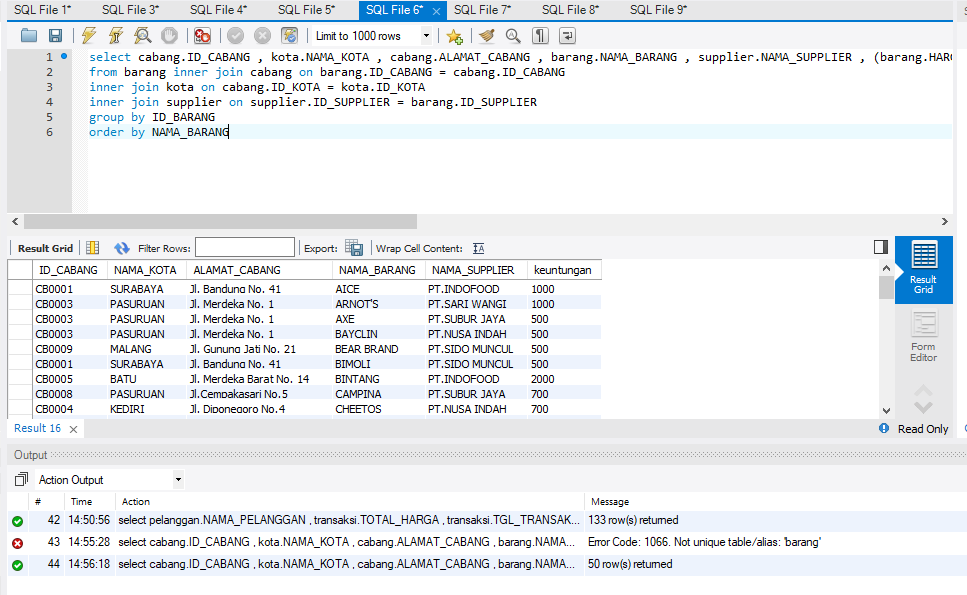 SQL File 1* SQL File 3* SQL File 4* SQL File 5* SQL File 6* SQL File 7* SQL File 8* SQL File 9*
Limit to 1000 rows
1 select cabang.ID_CABANG , kota.NAMA_KOTA , cabang.ALAMAT_CABANG , barang.NAMA_BARANG , supplier.NAMA_SUPPLIER , (barang.HARG
2 from barang inner join cabang on barang.ID_CABANG = cabang.ID_CABANG
3 inner join kota on cabang.ID_KOTA = kota.ID_KOTA
4 inner join supplier on supplier.ID_SUPPLIER = barang.ID_SUPPLIER
5 group by ID_BARANG
6 order by NAMA_BARANG
Result Grid Filter Rows: Export: Wrap Cell Content:
ID_CABANG NAMA_KOTA ALAMAT_CABANG NAMA_BARANG NAMA_SUPPLIER keuntungan
CB0001 SURABAYA Jl. Bandung No. 41 AICE PT.INDOFOOD 1000
CB0003 PASURUAN Jl. Merdeka No. 1 ARNOT'S PT.SARI WANGI 1000
CB0003 PASURUAN Jl. Merdeka No. 1 AXE PT.SUBUR JAYA 500
CB0003 PASURUAN Jl. Merdeka No. 1 BAYCLIN PT.NUSA INDAH 500
CB0009 MALANG Jl. Gunung Jati No. 21 BEAR BRAND PT.SIDO MUNCUL 500
CB0001 SURABAYA Jl. Bandung No. 41 BIMOLI PT.SIDO MUNCUL 500
CB0005 BATU Jl. Merdeka Barat No. 14 BINTANG PT.INDOFOOD 2000
CB0008 PASURUAN Jl.Cempakasari No.5 CAMPINA PT.SUBUR JAYA 700
CB0004 KEDIRI Jl. Diponegoro No.4 CHEETOS PT.NUSA INDAH 700
Result
Grid
Form
Editor
Result 16 Read Only
Output
Action Output
# Time Action Message
42 14:50:56 select pelanggan.NAMA_PELANGGAN , transaksi.TOTAL_HARGA , transaksi.TGL_TRANSAK... 133 row(s) returned
43 14:55:28 select cabang.ID_CABANG , kota.NAMA_KOTA , cabang.ALAMAT_CABANG , barang.NAMA... Error Code: 1066. Not unique table/alias: 'barang'
44 14:56:18 select cabang.ID_CABANG , kota.NAMA_KOTA , cabang.ALAMAT_CABANG , barang.NAMA... 50 row(s) returned